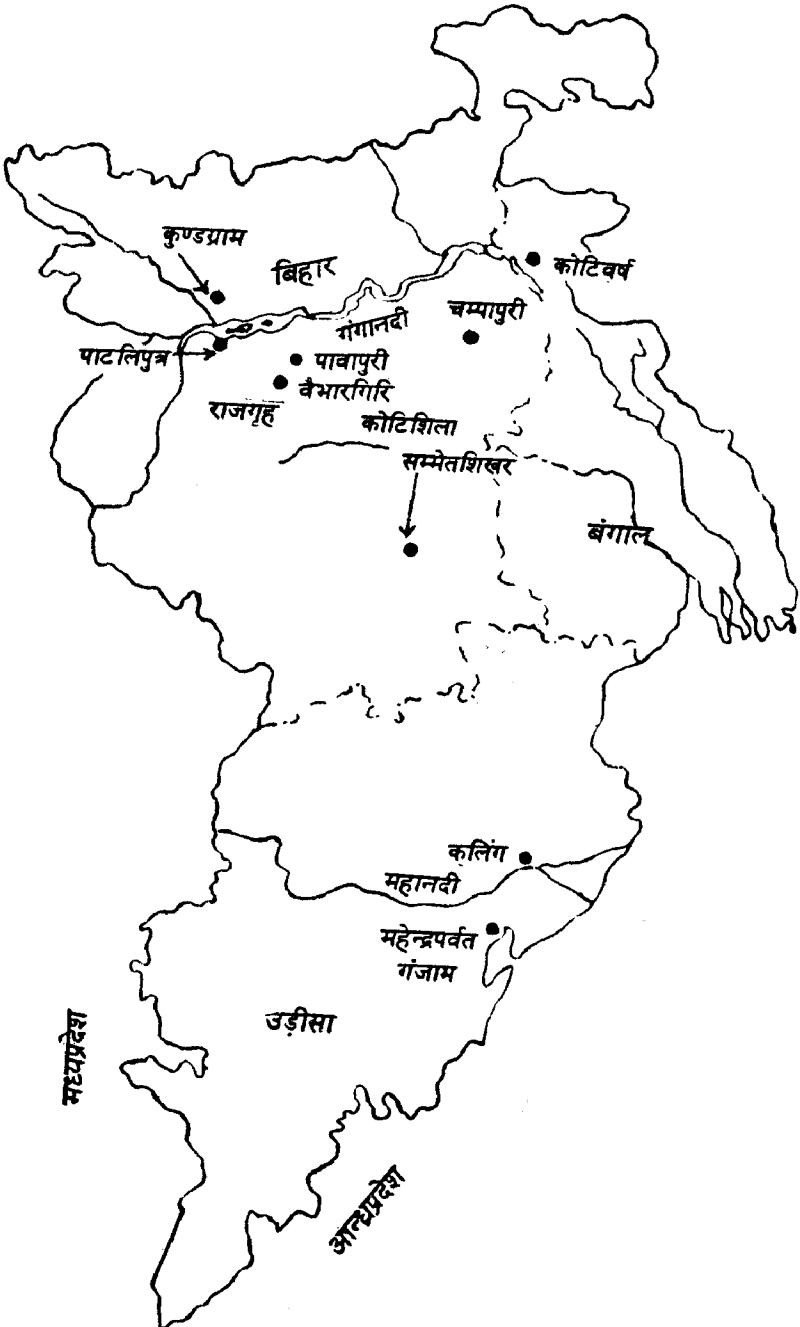 कुण्डग्राम
बिहार
कोटिवर्ष
चम्पापुरी
गंगानदी
पाटलिपुत्र
पावापुरी
वैभारगिरि
राजगृह
कोटिशिला
सम्मेतशिखर
बंगाल
कलिंग
महानदी
महेन्द्रपर्वत
गंजाम
उड़ीसा
मध्यप्रदेश
आन्ध्रप्रदेश